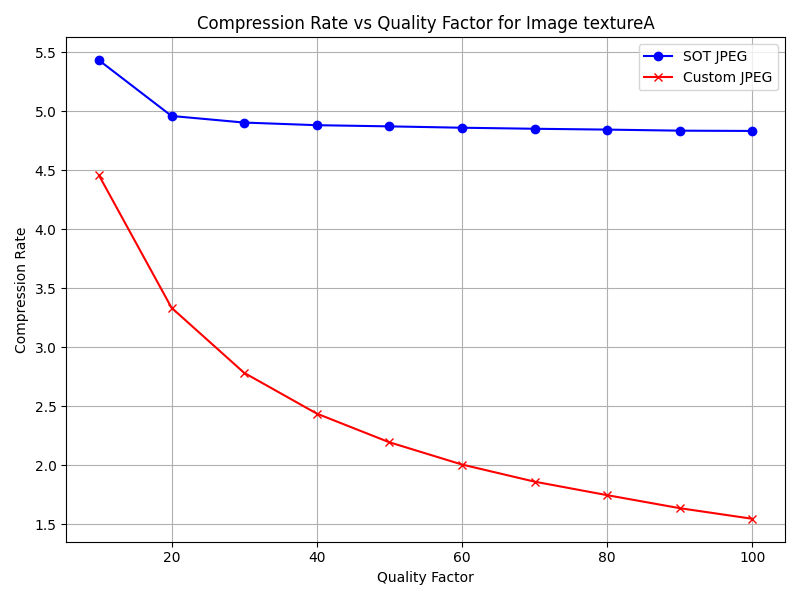 Compression Rate vs Quality Factor for Image textureA
SOT JPEG
Custom JPEG
Compression Rate
5.5
5.0
4.5
4.0
3.5
3.0
2.5
2.0
1.5
20 40 60 80 100
Quality Factor